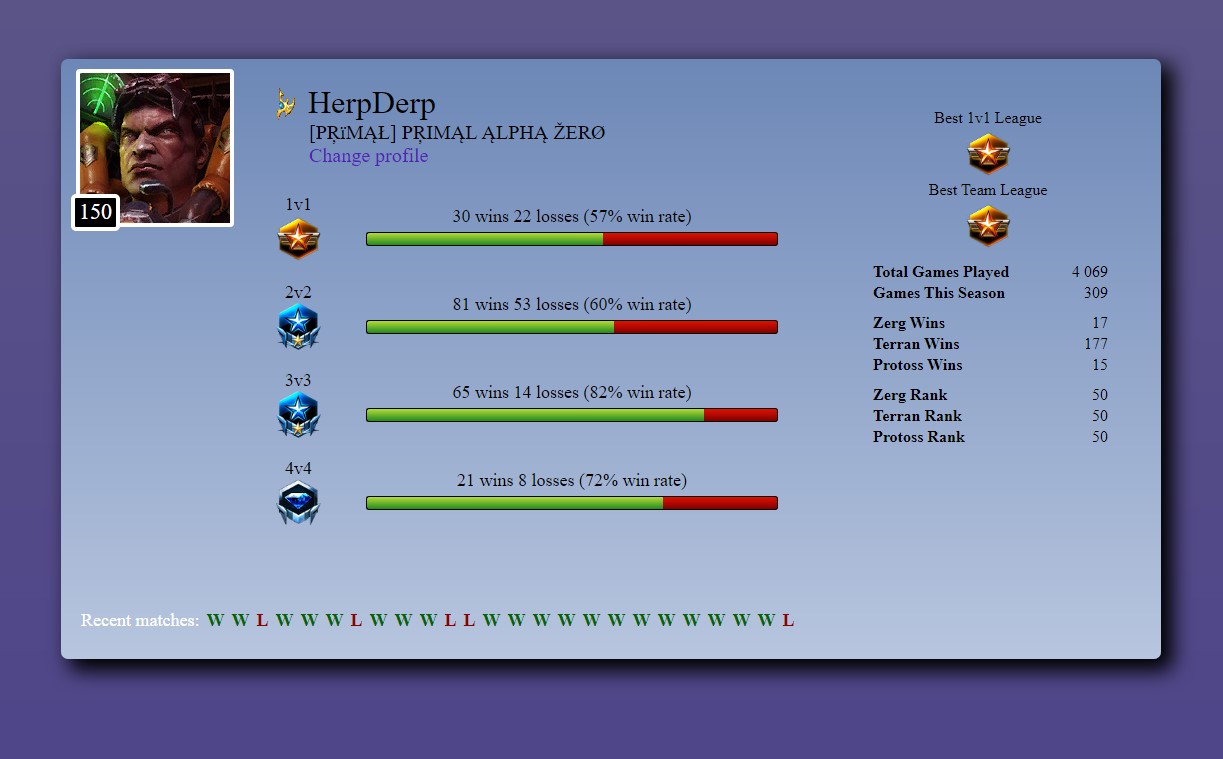 HerpDerp
[PŖïMĄŁ] PŖIMĄL ĄLPHĄ ŽERØ
Change profile
150
1v1
30 wins 22 losses (57% win rate)
2v2
81 wins 53 losses (60% win rate)
3v3
65 wins 14 losses (82% win rate)
4v4
21 wins 8 losses (72% win rate)
Best 1v1 League
Best Team League
Total Games Played 4 069
Games This Season 309
Zerg Wins 17
Terran Wins 177
Protoss Wins 15
Zerg Rank 50
Terran Rank 50
Protoss Rank 50
Recent matches: W W L W W W L W W W L L W W W W W W W W W W W W L